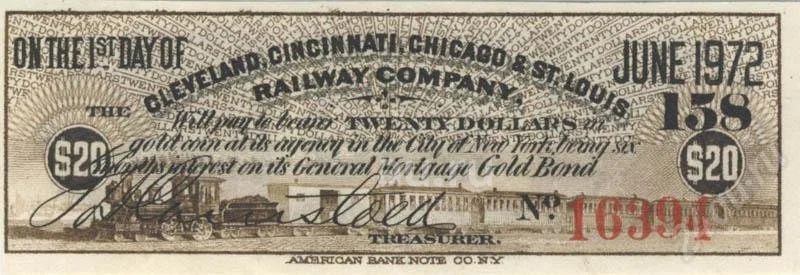 ON THE 1ST DAY OF
JUNE 1972
CLEVELAND, CINCINNATI, CHICAGO & ST. LOUIS
RAILWAY COMPANY,
158
THE
Will pay to bearer TWENTY DOLLARS in
gold coin at its agency in the City of New York, being six
months interest on its General Mortgage Gold Bond
$20
$20
No. 16394
TREASURER.
AMERICAN BANK NOTE CO. N.Y.